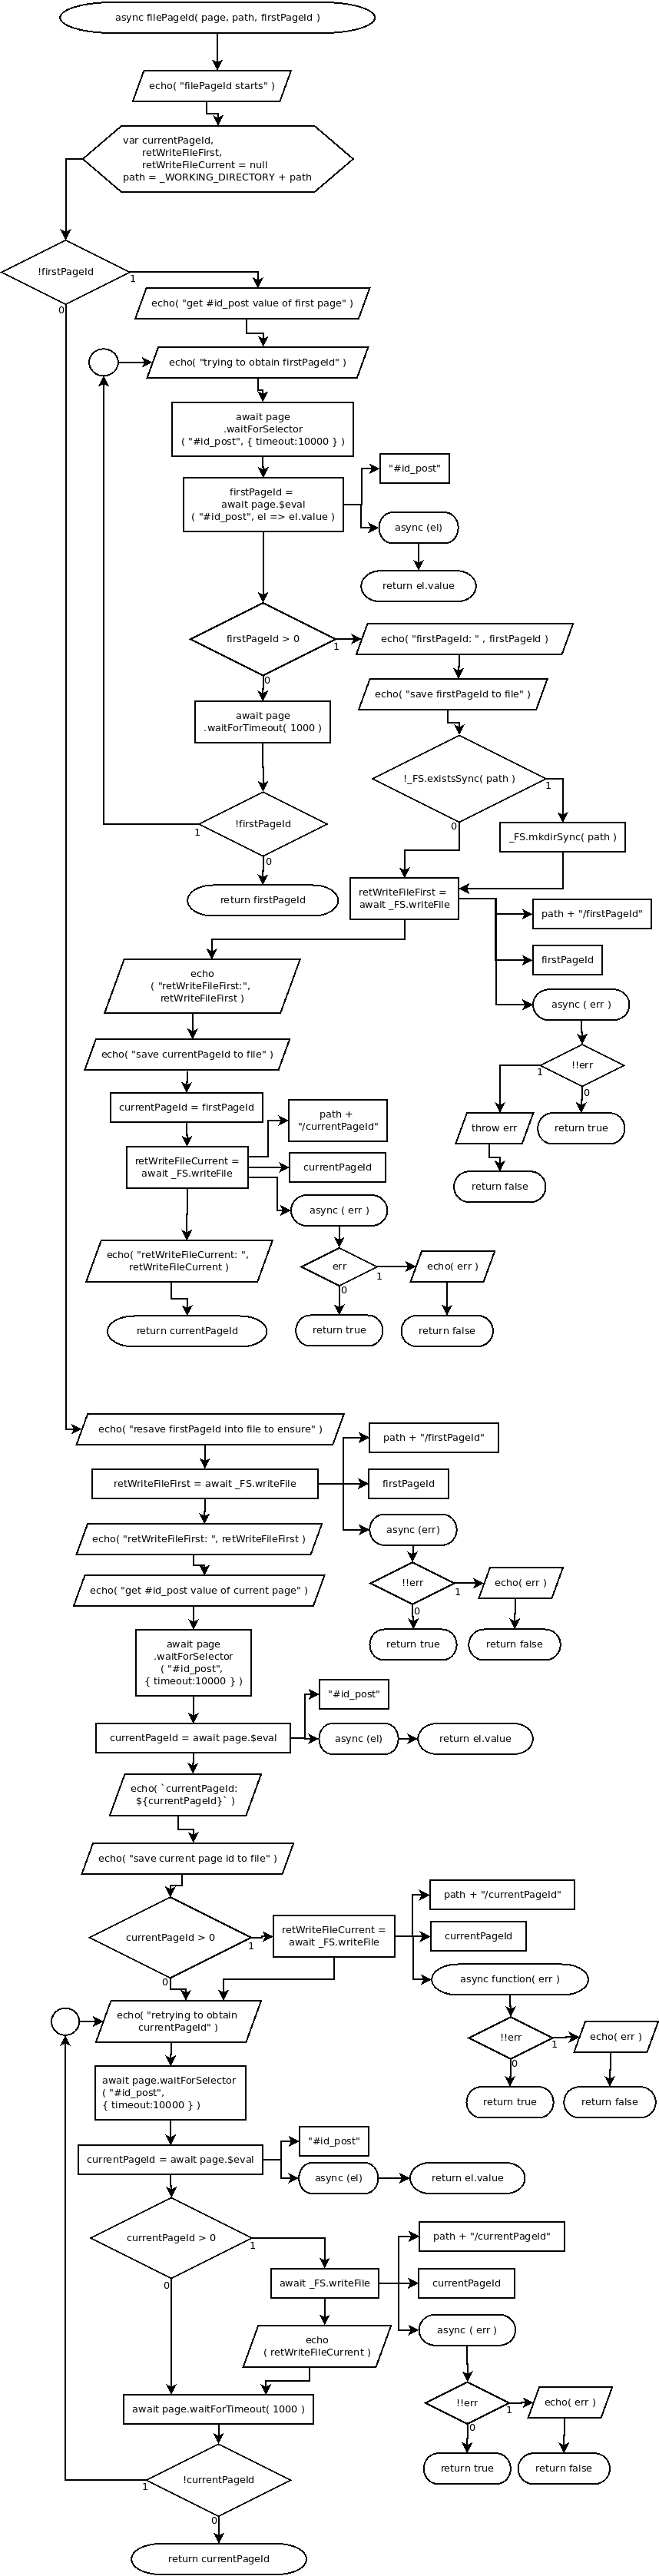 async filePageId( page, path, firstPageId )
echo( "filePageId starts" )
var currentPageId,
retWriteFileFirst,
retWriteFileCurrent = null
path = _WORKING_DIRECTORY + path
!firstPageId
1
0
echo( "get #id_post value of first page" )
echo( "trying to obtain firstPageId" )
await page
.waitForSelector
( "#id_post", { timeout:10000 } )
firstPageId =
await page.$eval
( "#id_post", el => el.value )
"#id_post"
async (el)
return el.value
firstPageId > 0
1
0
echo( "firstPageId: " , firstPageId )
echo( "save firstPageId to file" )
await page
.waitForTimeout( 1000 )
!_FS.existsSync( path )
1
0
!firstPageId
1
0
_FS.mkdirSync( path )
return firstPageId
retWriteFileFirst =
await _FS.writeFile
path + "/firstPageId"
firstPageId
async ( err )
!!err
1
0
throw err
return true
return false
echo
( "retWriteFileFirst:",
retWriteFileFirst )
echo( "save currentPageId to file" )
currentPageId = firstPageId
retWriteFileCurrent =
await _FS.writeFile
path +
"/currentPageId"
currentPageId
async ( err )
err
1
0
echo( err )
return true
return false
echo( "retWriteFileCurrent: ",
retWriteFileCurrent )
return currentPageId
echo( "resave firstPageId into file to ensure" )
retWriteFileFirst = await _FS.writeFile
path + "/firstPageId"
firstPageId
async (err)
!!err
1
0
echo( err )
return true
return false
echo( "retWriteFileFirst: ", retWriteFileFirst )
echo( "get #id_post value of current page" )
await page
.waitForSelector
( "#id_post",
{ timeout:10000 } )
currentPageId = await page.$eval
"#id_post"
async (el)
return el.value
echo( `currentPageId:
${currentPageId}` )
echo( "save current page id to file" )
currentPageId > 0
1
0
retWriteFileCurrent =
await _FS.writeFile
path + "/currentPageId"
currentPageId
async function( err )
!!err
1
0
echo( err )
return true
return false
echo( "retrying to obtain
currentPageId" )
await page.waitForSelector
( "#id_post",
{ timeout:10000 } )
currentPageId = await page.$eval
"#id_post"
async (el)
return el.value
currentPageId > 0
1
0
await _FS.writeFile
path + "/currentPageId"
currentPageId
async ( err )
!!err
1
0
echo( err )
return true
return false
echo
( retWriteFileCurrent )
await page.waitForTimeout( 1000 )
!currentPageId
1
0
return currentPageId